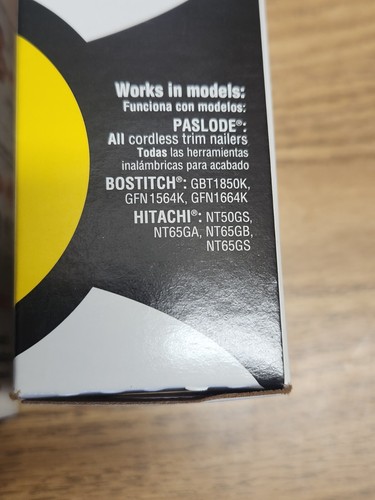 Works in models:
Funciona con modelos:
PASLODE®:
All cordless trim nailers
Todas las herramientas
inalámbricas para acabado
BOSTITCH®: GBT1850K,
GFN1564K, GFN1664K
HITACHI®: NT50GS,
NT65GA, NT65GB,
NT65GS